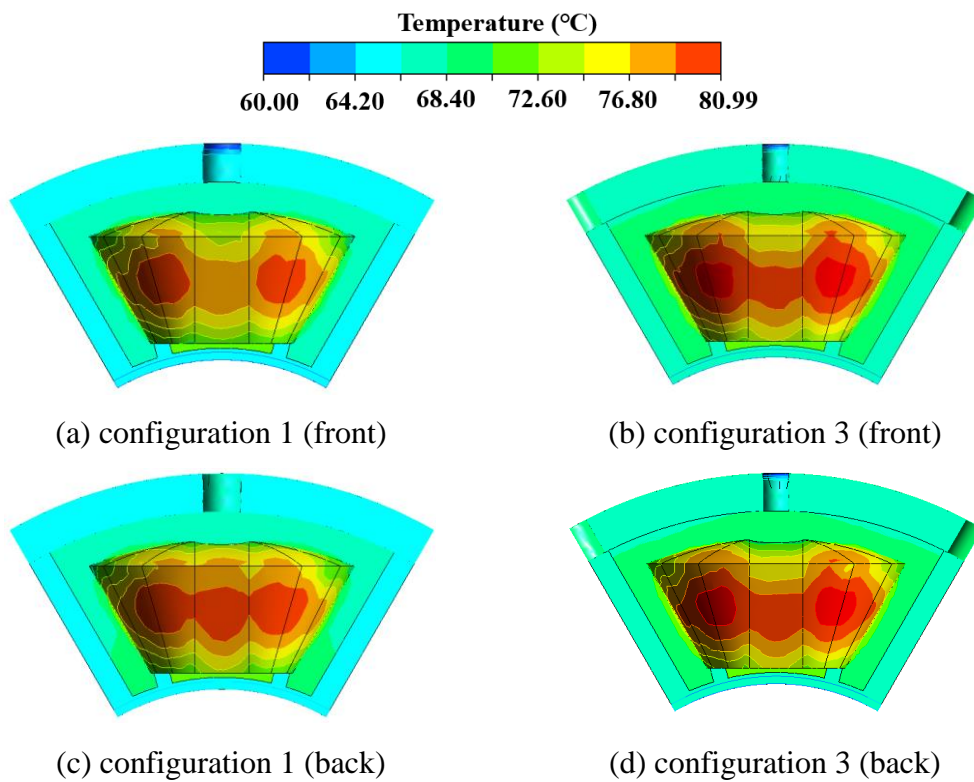 Temperature (℃)
60.00 64.20 68.40 72.60 76.80 80.99
(a) configuration 1 (front) (b) configuration 3 (front)
(c) configuration 1 (back) (d) configuration 3 (back)